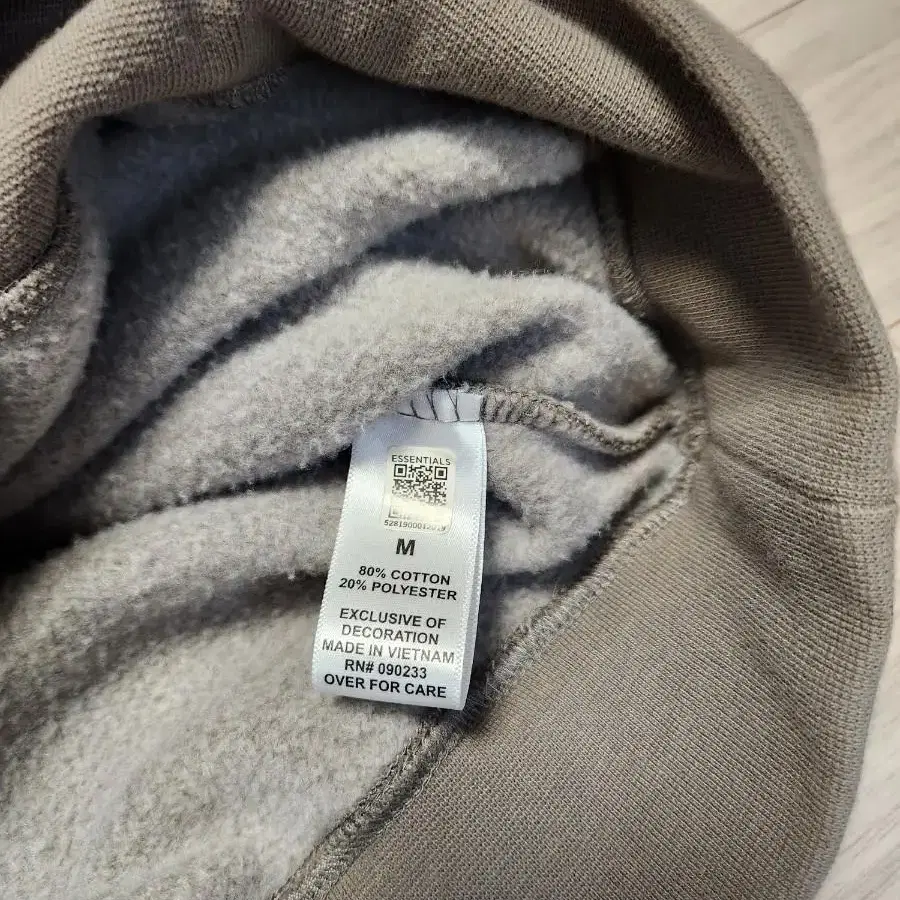 ESSENTIALS
M
80% COTTON
20% POLYESTER
EXCLUSIVE OF
DECORATION
MADE IN VIETNAM
RN# 090233
OVER FOR CARE